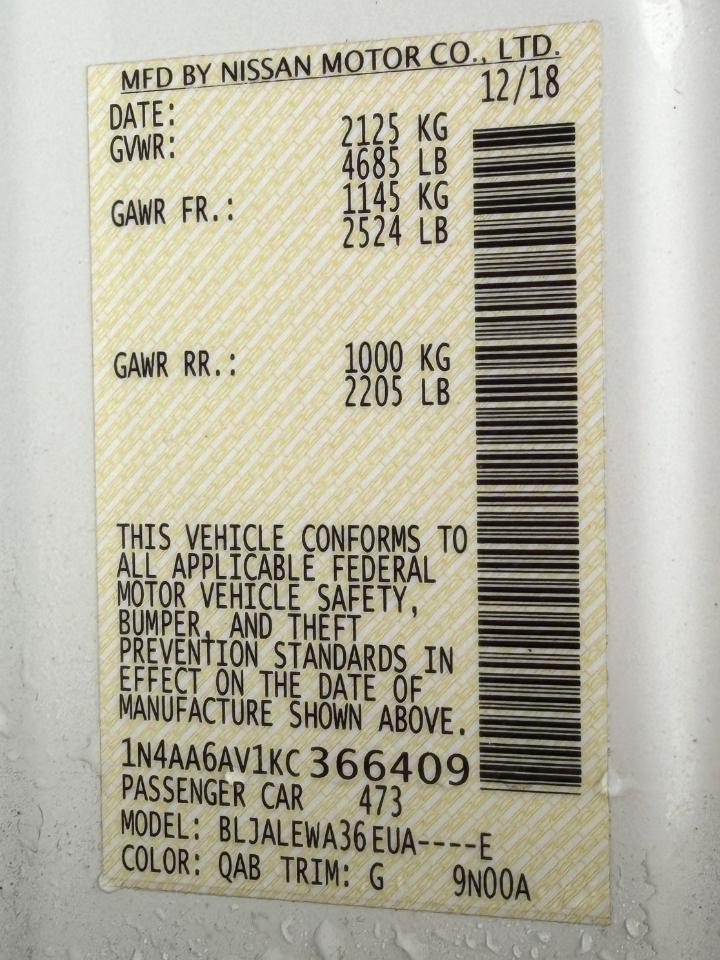 MFD BY NISSAN MOTOR CO., LTD.
DATE: 12/18
GVWR: 2125 KG
4685 LB
GAWR FR.: 1145 KG
2524 LB
GAWR RR.: 1000 KG
2205 LB
THIS VEHICLE CONFORMS TO
ALL APPLICABLE FEDERAL
MOTOR VEHICLE SAFETY,
BUMPER, AND THEFT
PREVENTION STANDARDS IN
EFFECT ON THE DATE OF
MANUFACTURE SHOWN ABOVE.
1N4AA6AV1KC366409
PASSENGER CAR 473
MODEL: BLJALEWA36EUA----E
COLOR: QAB TRIM: G 9N00A